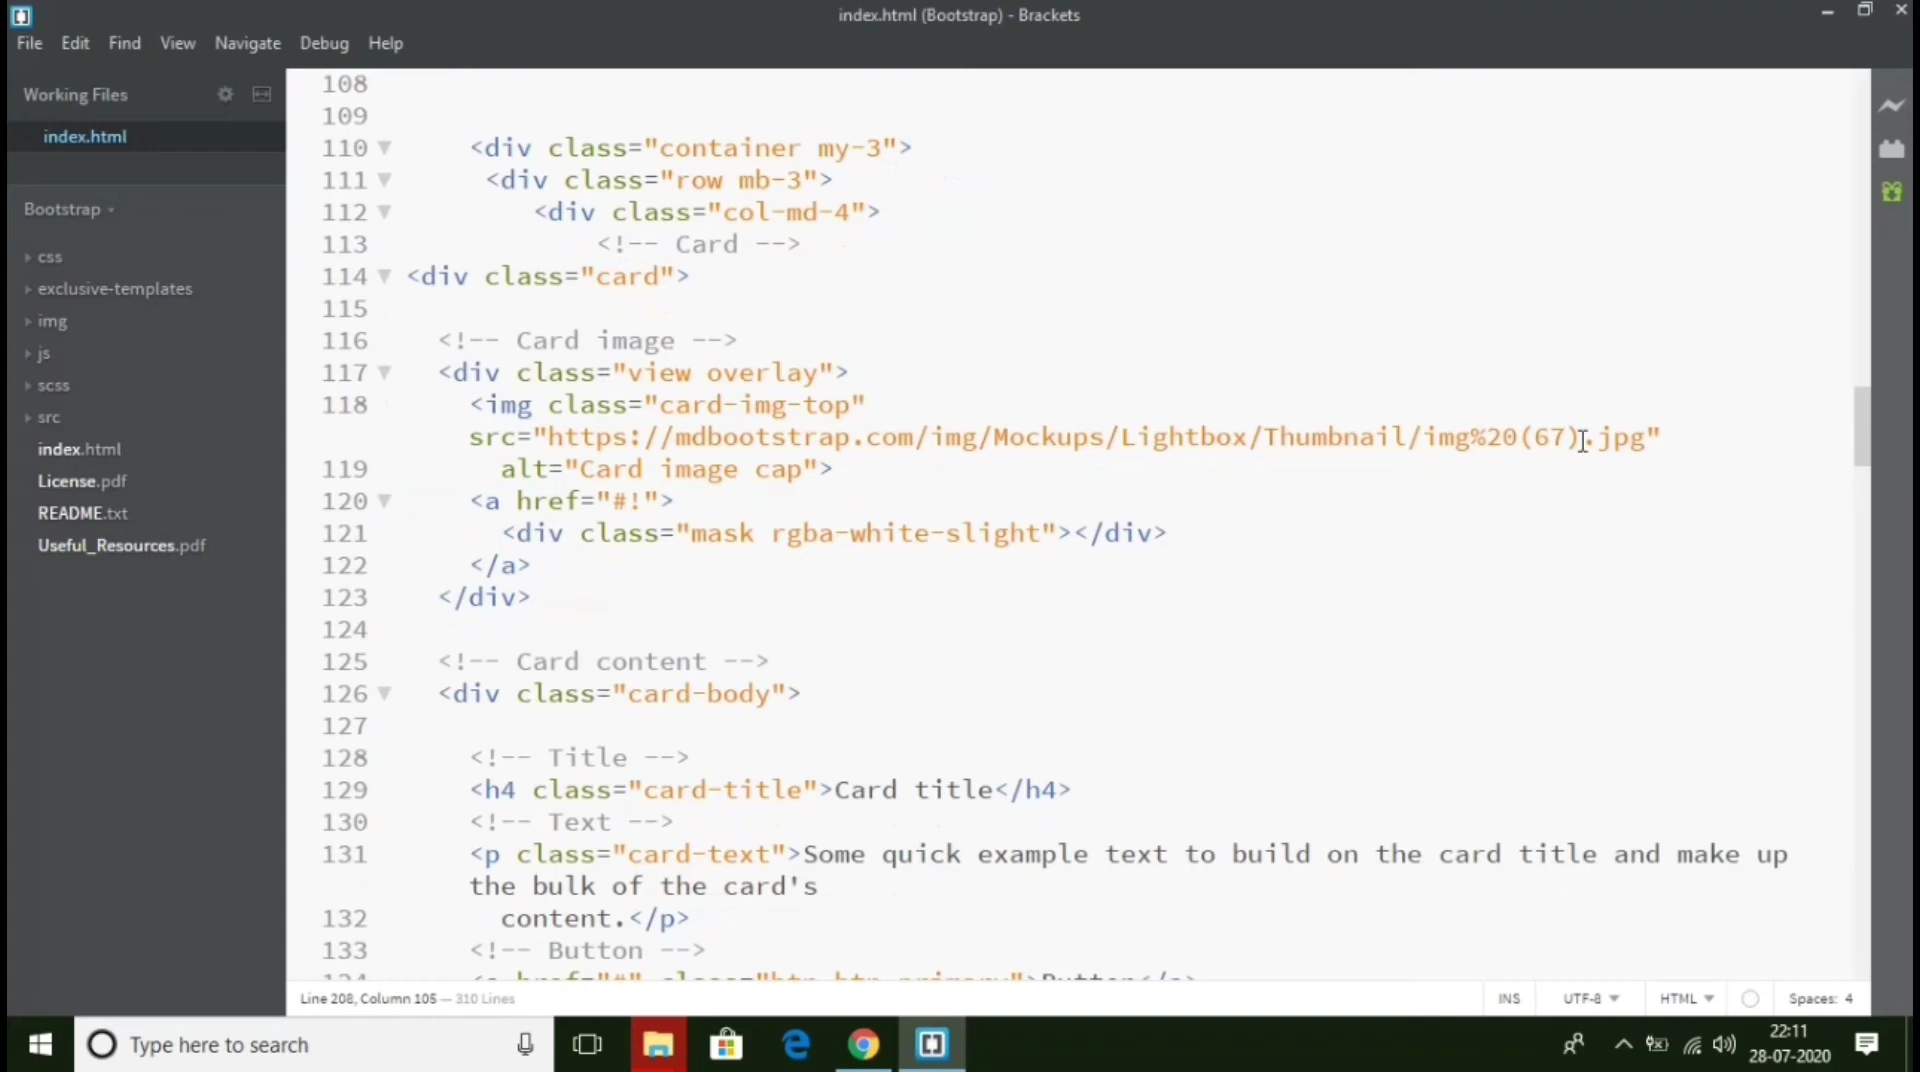 index.html (Bootstrap) - Brackets
File Edit Find View Navigate Debug Help
Working Files
index.html
Bootstrap
css
exclusive-templates
img
js
scss
src
index.html
License.pdf
README.txt
Useful_Resources.pdf
108
109
110 <div class="container my-3">
111 <div class="row mb-3">
112 <div class="col-md-4">
113 <!-- Card -->
114 <div class="card">
115
116 <!-- Card image -->
117 <div class="view overlay">
118 <img class="card-img-top"
src="https://mdbootstrap.com/img/Mockups/Lightbox/Thumbnail/img%20(67).jpg"
119 alt="Card image cap">
120 <a href="#!">
121 <div class="mask rgba-white-slight"></div>
122 </a>
123 </div>
124
125 <!-- Card content -->
126 <div class="card-body">
127
128 <!-- Title -->
129 <h4 class="card-title">Card title</h4>
130 <!-- Text -->
131 <p class="card-text">Some quick example text to build on the card title and make up
the bulk of the card's
132 content.</p>
133 <!-- Button -->
134 <a href="#" class="btn btn-primary">Button</a>
Line 208, Column 105 — 310 Lines
INS UTF-8 HTML Spaces: 4
Type here to search
22:11
28-07-2020